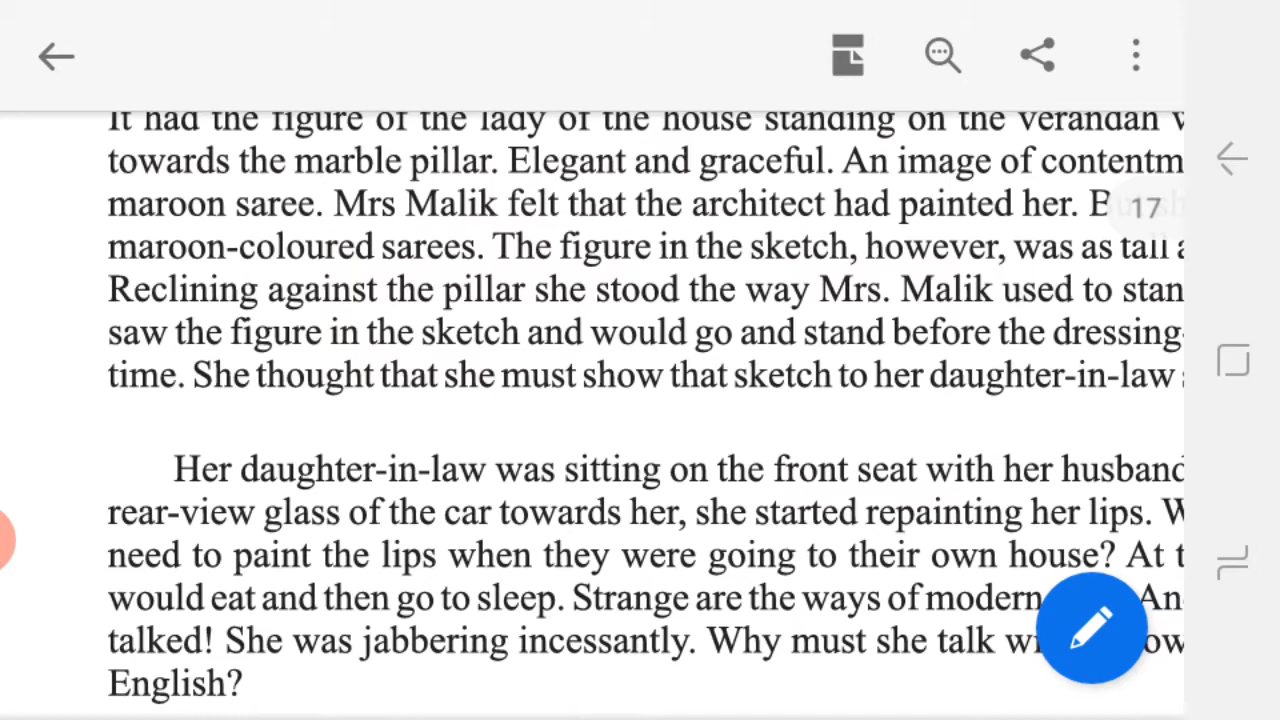 It had the figure of the lady of the house standing on the verandah
towards the marble pillar. Elegant and graceful. An image of contentm
maroon saree. Mrs Malik felt that the architect had painted her.
17
maroon-coloured sarees. The figure in the sketch, however, was as tall a
Reclining against the pillar she stood the way Mrs. Malik used to stan
saw the figure in the sketch and would go and stand before the dressing-
time. She thought that she must show that sketch to her daughter-in-law
Her daughter-in-law was sitting on the front seat with her husband
rear-view glass of the car towards her, she started repainting her lips. W
need to paint the lips when they were going to their own house? At t
would eat and then go to sleep. Strange are the ways of modern An
talked! She was jabbering incessantly. Why must she talk wi ow
English?